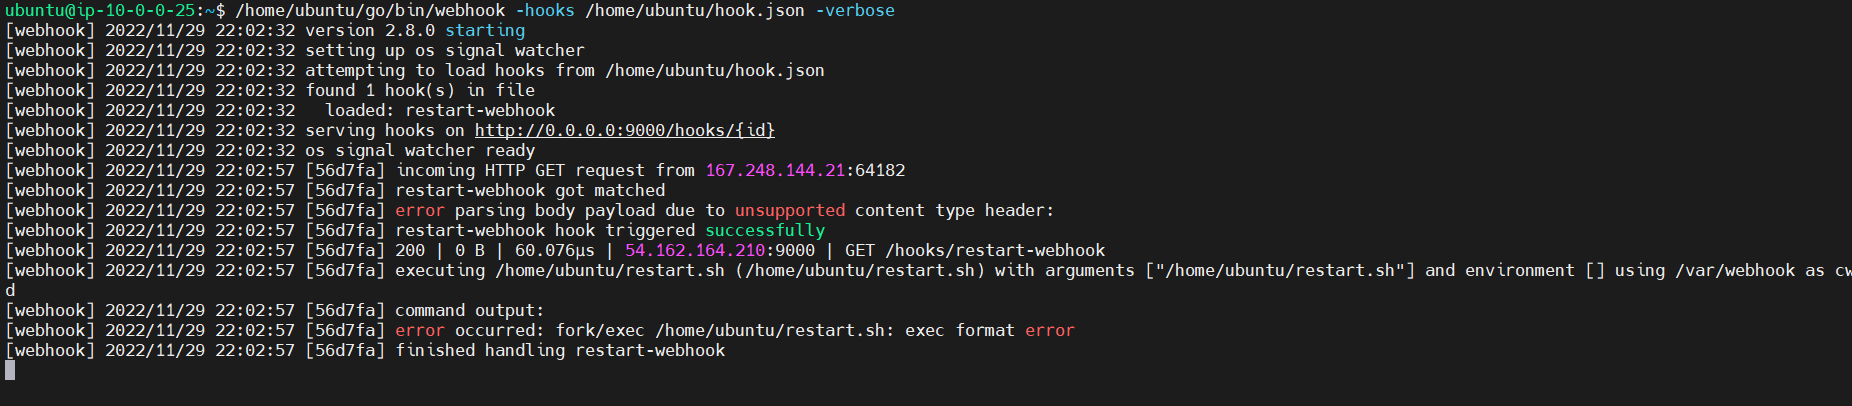 ubuntu@ip-10-0-0-25:~$ /home/ubuntu/go/bin/webhook -hooks /home/ubuntu/hook.json -verbose
[webhook] 2022/11/29 22:02:32 version 2.8.0 starting
[webhook] 2022/11/29 22:02:32 setting up os signal watcher
[webhook] 2022/11/29 22:02:32 attempting to load hooks from /home/ubuntu/hook.json
[webhook] 2022/11/29 22:02:32 found 1 hook(s) in file
[webhook] 2022/11/29 22:02:32   loaded: restart-webhook
[webhook] 2022/11/29 22:02:32 serving hooks on http://0.0.0.0:9000/hooks/{id}
[webhook] 2022/11/29 22:02:32 os signal watcher ready
[webhook] 2022/11/29 22:02:57 [56d7fa] incoming HTTP GET request from 167.248.144.21:64182
[webhook] 2022/11/29 22:02:57 [56d7fa] restart-webhook got matched
[webhook] 2022/11/29 22:02:57 [56d7fa] error parsing body payload due to unsupported content type header:
[webhook] 2022/11/29 22:02:57 [56d7fa] restart-webhook hook triggered successfully
[webhook] 2022/11/29 22:02:57 [56d7fa] 200 | 0 B | 60.076µs | 54.162.164.210:9000 | GET /hooks/restart-webhook
[webhook] 2022/11/29 22:02:57 [56d7fa] executing /home/ubuntu/restart.sh (/home/ubuntu/restart.sh) with arguments ["/home/ubuntu/restart.sh"] and environment [] using /var/webhook as cw
d
[webhook] 2022/11/29 22:02:57 [56d7fa] command output:
[webhook] 2022/11/29 22:02:57 [56d7fa] error occurred: fork/exec /home/ubuntu/restart.sh: exec format error
[webhook] 2022/11/29 22:02:57 [56d7fa] finished handling restart-webhook